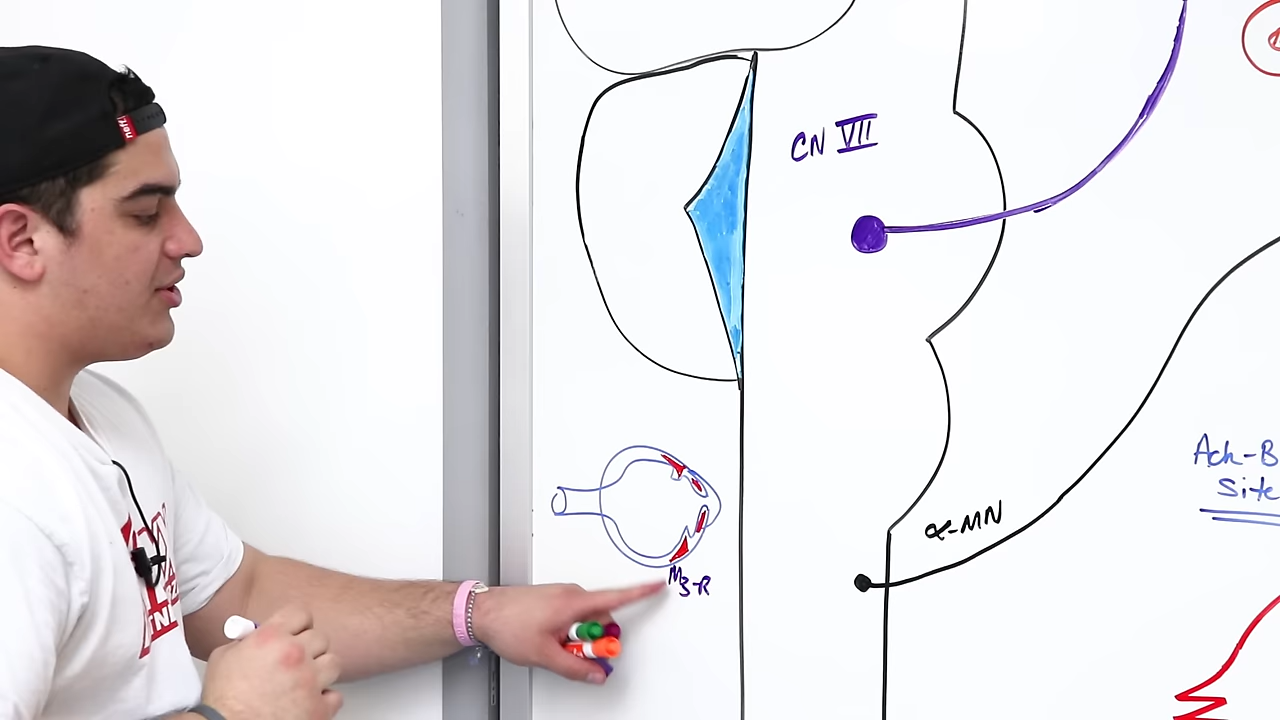 CN VII
Ach-B
Site
α-MN
M3-R